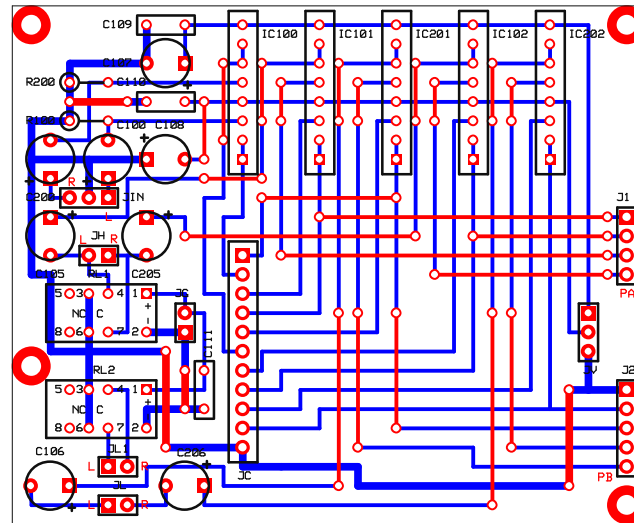 C109
IC100
IC101
IC201
IC102
IC202
C107
R200
C110
R100
C100
C108
R
C200
JIN
L
J1
JH
L
R
C105
RL1
C205
PA
5
3
4
1
+
NO
C
-
8
6
7
2
JS
C111
JV
RL2
J2
5
3
4
1
+
NO
C
8
6
7
2
JL1
L
R
C106
C206
JC
PB
JL
L
R